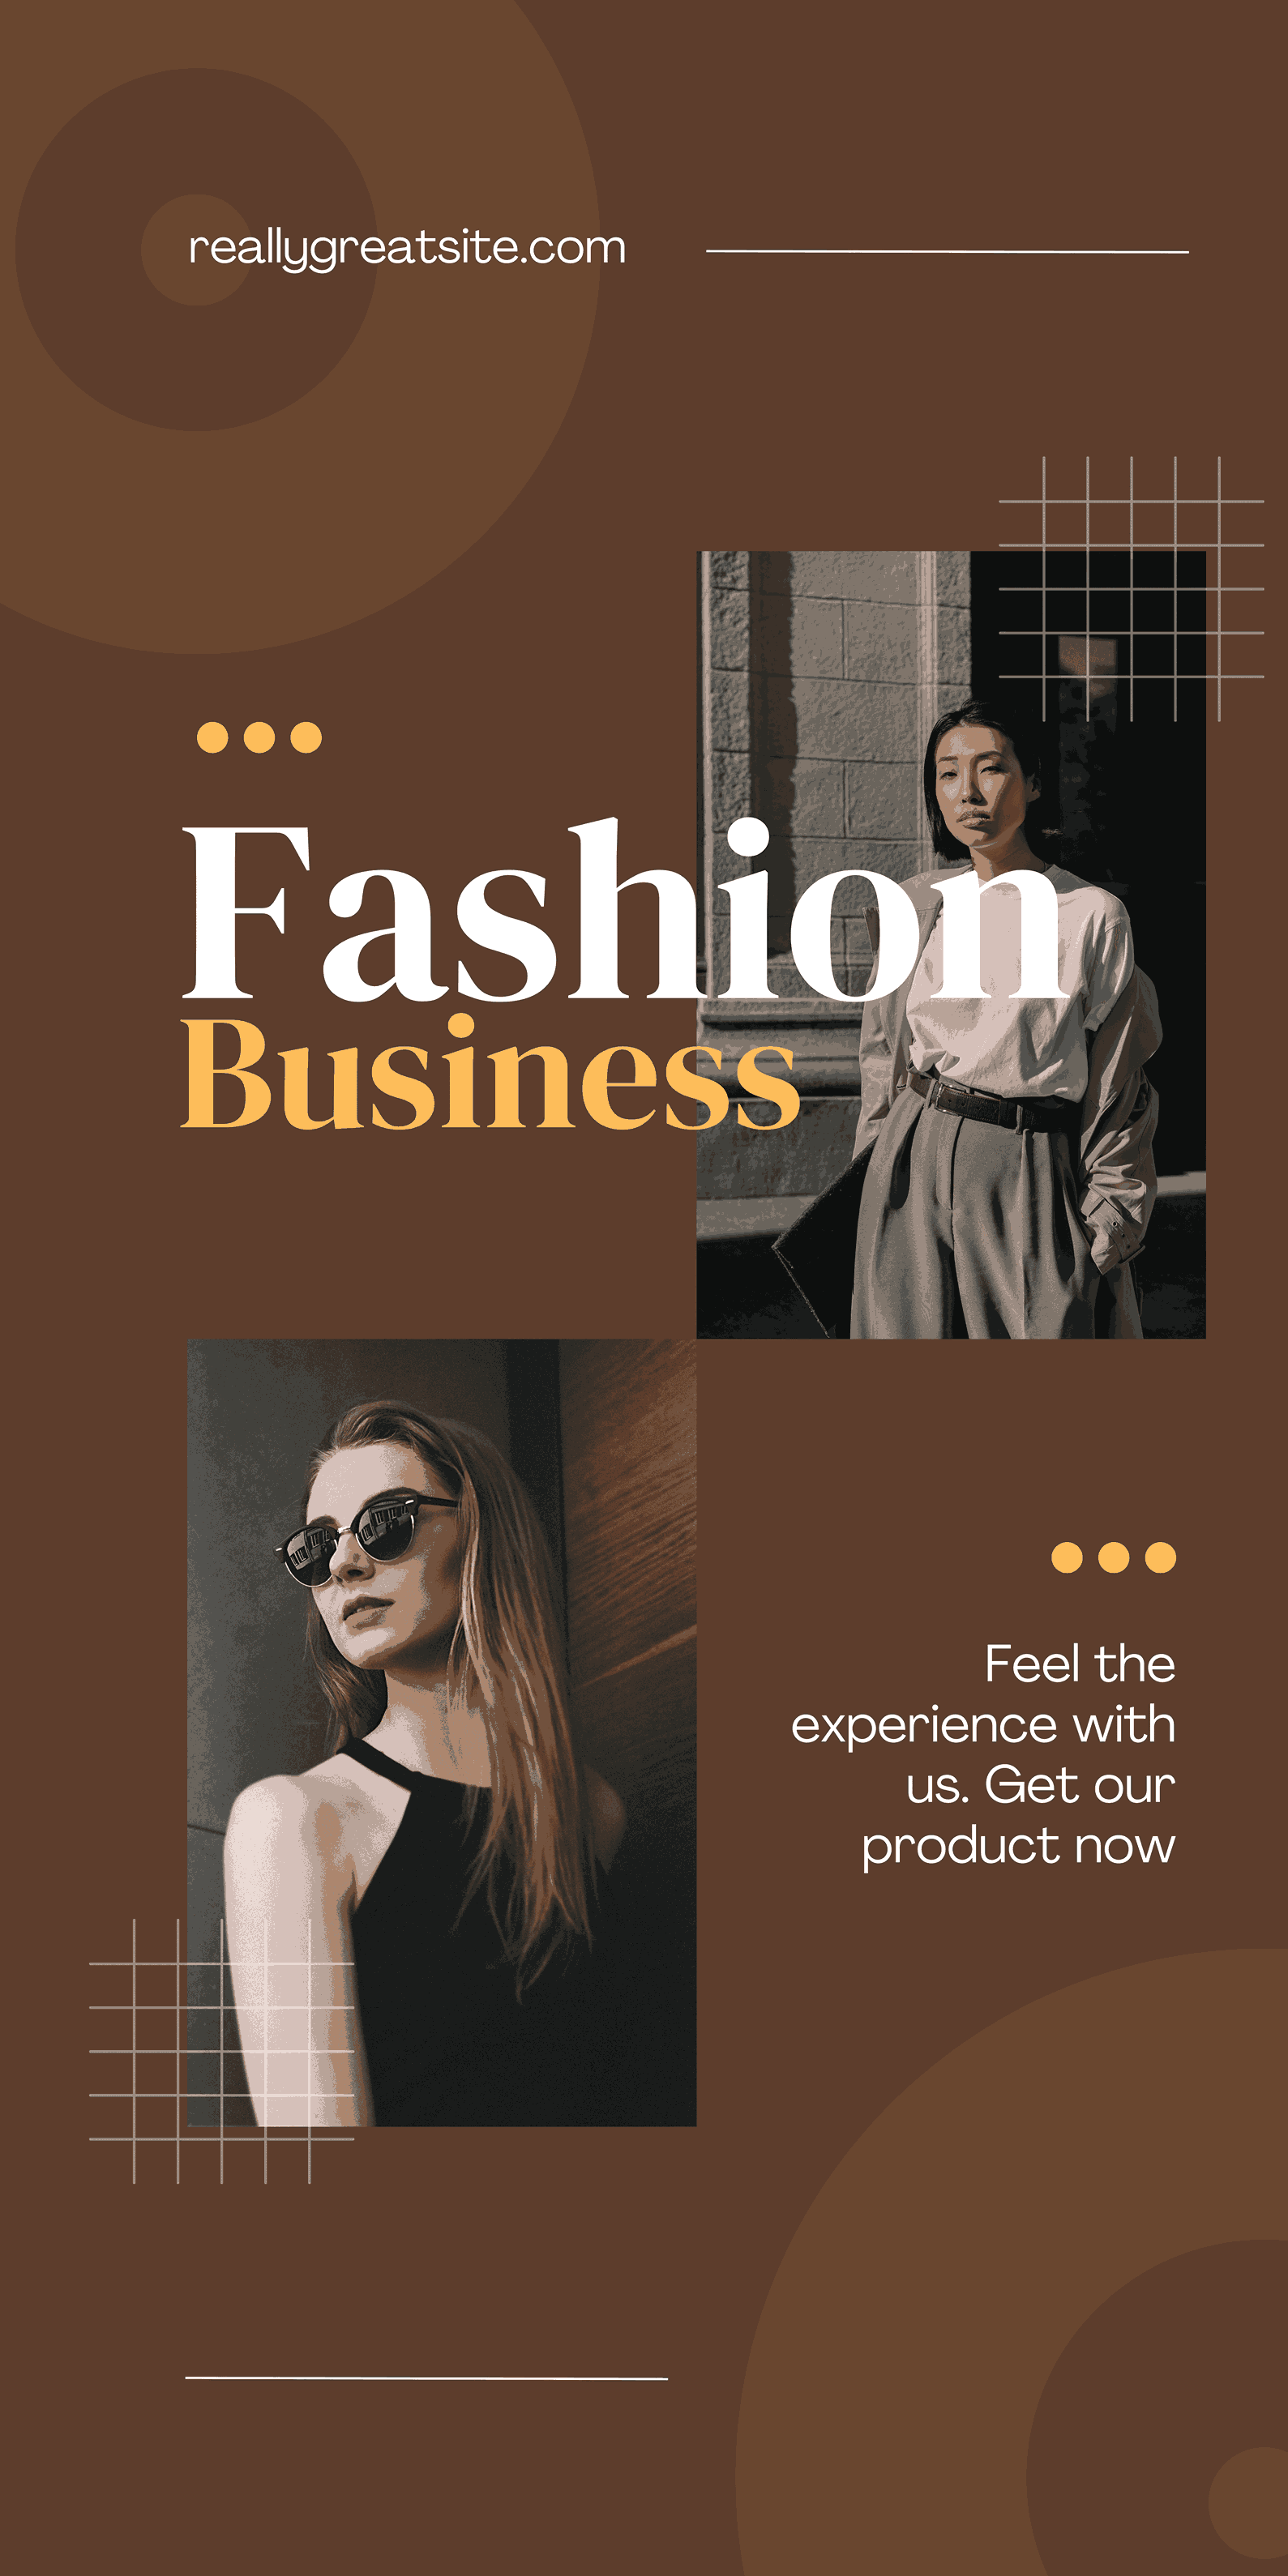 reallygreatsite.com
Fashion
Business
Feel the
experience with
us. Get our
product now